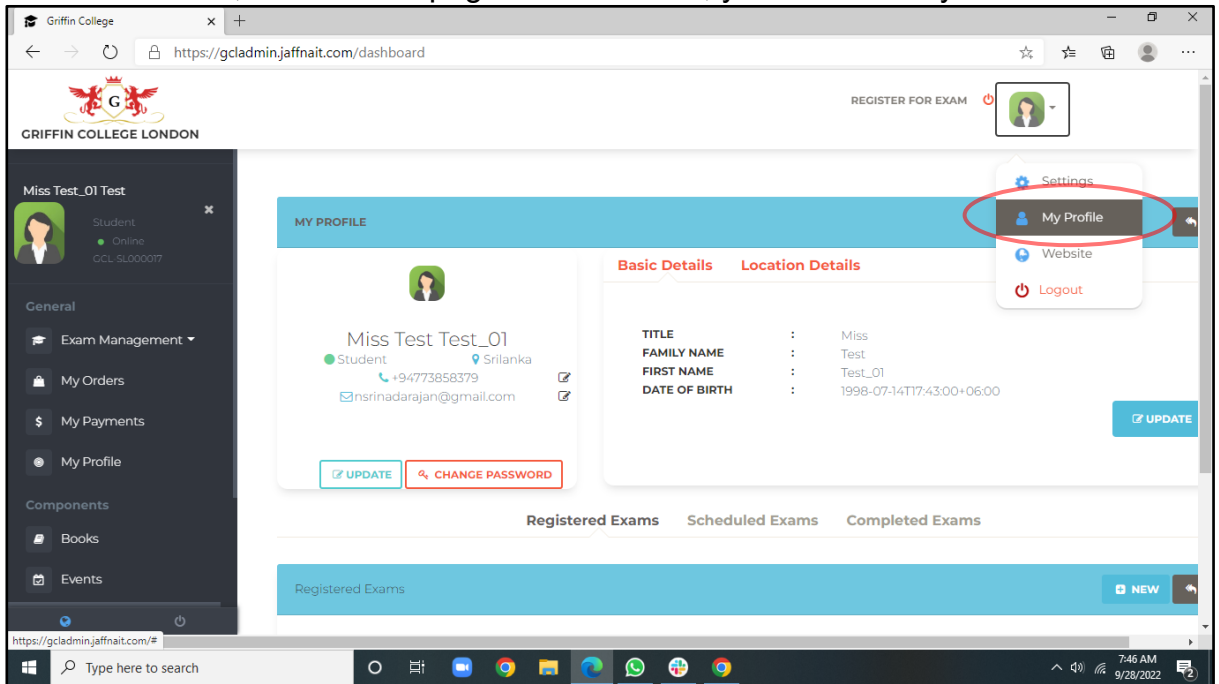 Griffin College
https://gcladmin.jaffnait.com/dashboard
G
GRIFFIN COLLEGE LONDON
REGISTER FOR EXAM
Settings
My Profile
Website
Logout
Miss Test_01 Test
Student
Online
GCL-SL000017
General
Exam Management
My Orders
$ My Payments
My Profile
Components
Books
Events
MY PROFILE
Miss Test Test_01
Student Srilanka
+94773858379
nsrinadarajan@gmail.com
UPDATE CHANGE PASSWORD
Basic Details Location Details
TITLE : Miss
FAMILY NAME : Test
FIRST NAME : Test_01
DATE OF BIRTH : 1998-07-14T17:43:00+06:00
UPDATE
Registered Exams Scheduled Exams Completed Exams
Registered Exams
NEW
https://gcladmin.jaffnait.com/#
Type here to search
7:46 AM
9/28/2022
2